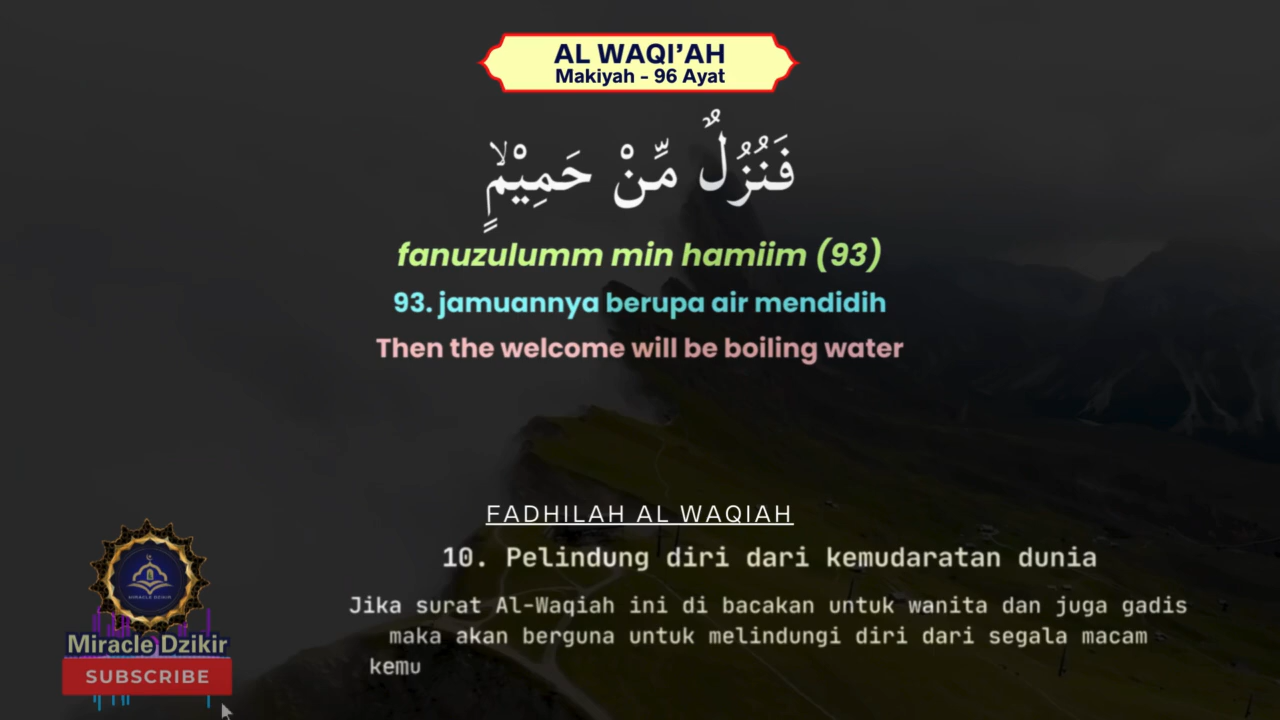 AL WAQI’AH
Makiyah - 96 Ayat
فَنُزُلٌ مِّنْ حَمِيْمٍۙ
fanuzulumm min hamiim (93)
93. jamuannya berupa air mendidih
Then the welcome will be boiling water
FADHILAH AL WAQIAH
10. Pelindung diri dari kemudaratan dunia
Jika surat Al-Waqiah ini di bacakan untuk wanita dan juga gadis
maka akan berguna untuk melindungi diri dari segala macam
kemu
MIRACLE DZIKIR
Miracle Dzikir
SUBSCRIBE